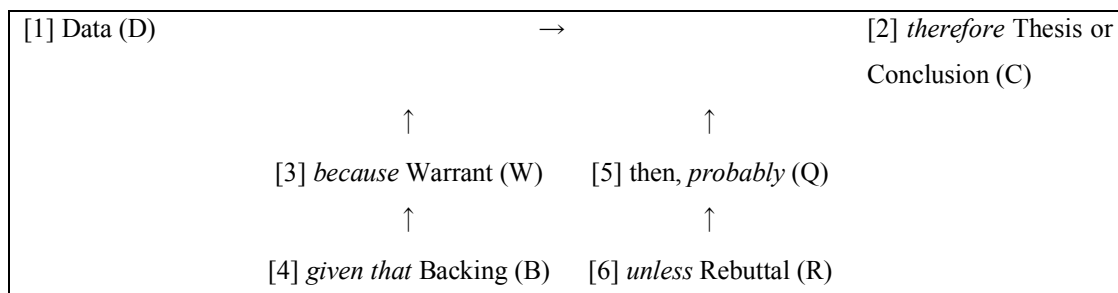 [1] Data (D) → [2] therefore Thesis or
Conclusion (C)
↑ ↑
[3] because Warrant (W) [5] then, probably (Q)
↑ ↑
[4] given that Backing (B) [6] unless Rebuttal (R)